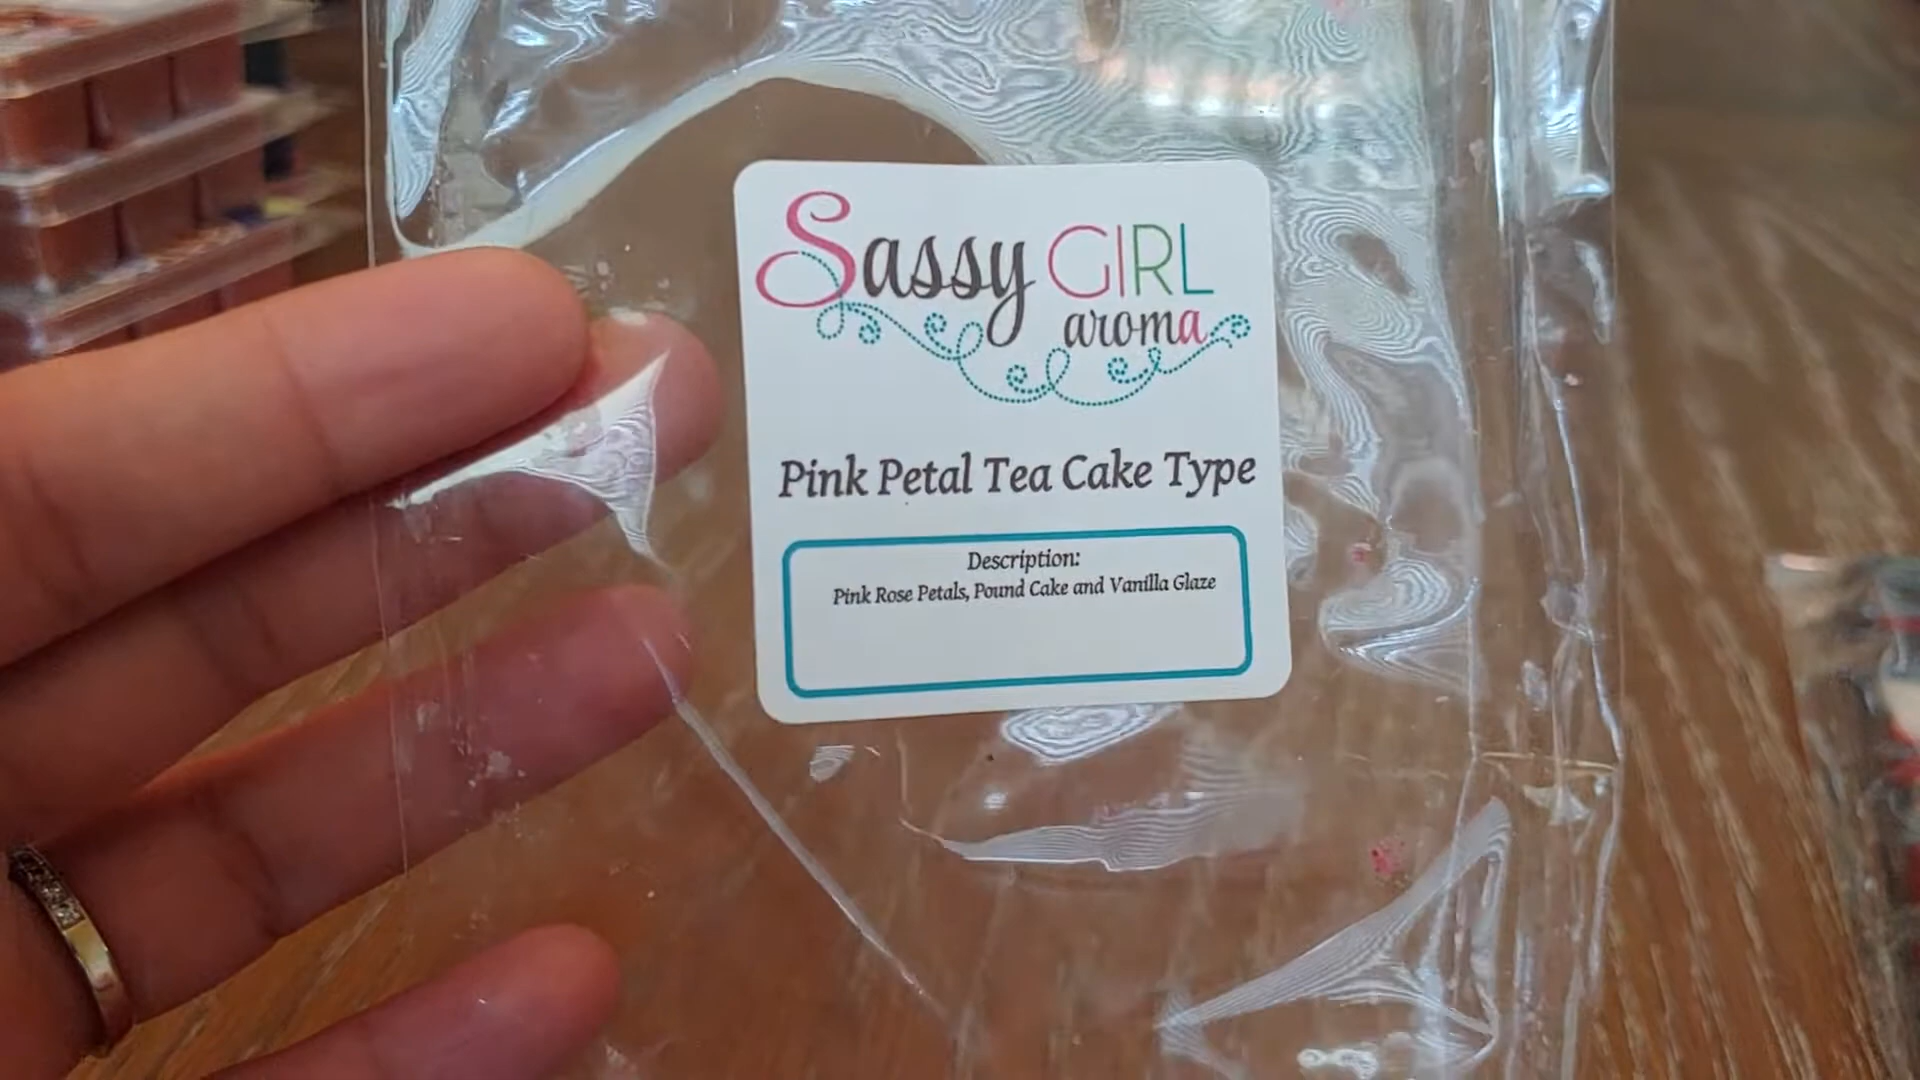 Sassy GIRL
aroma
Pink Petal Tea Cake Type
Description:
Pink Rose Petals, Pound Cake and Vanilla Glaze